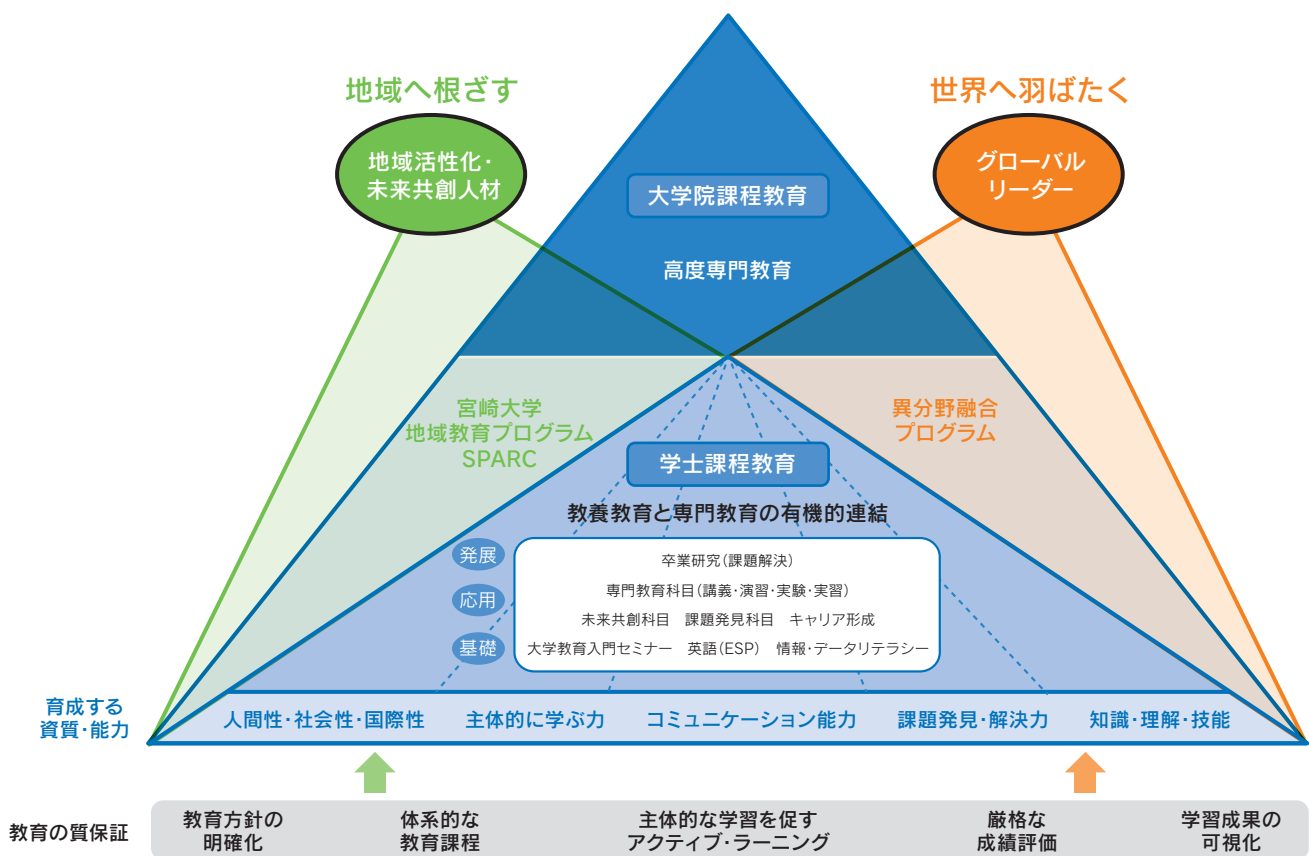 地域へ根ざす
世界へ羽ばたく
地域活性化・
未来共創人材
グローバル
リーダー
大学院課程教育
高度専門教育
宮崎大学
地域教育プログラム
SPARC
異分野融合
プログラム
学士課程教育
教養教育と専門教育の有機的連結
発展
卒業研究(課題解決)
専門教育科目(講義・演習・実験・実習)
応用
未来共創科目 課題発見科目 キャリア形成
基礎
大学教育入門セミナー 英語(ESP) 情報・データリテラシー
育成する
資質・能力
人間性・社会性・国際性 主体的に学ぶ力 コミュニケーション能力 課題発見・解決力 知識・理解・技能
教育の質保証
教育方針の
明確化
体系的な
教育課程
主体的な学習を促す
アクティブ・ラーニング
厳格な
成績評価
学習成果の
可視化